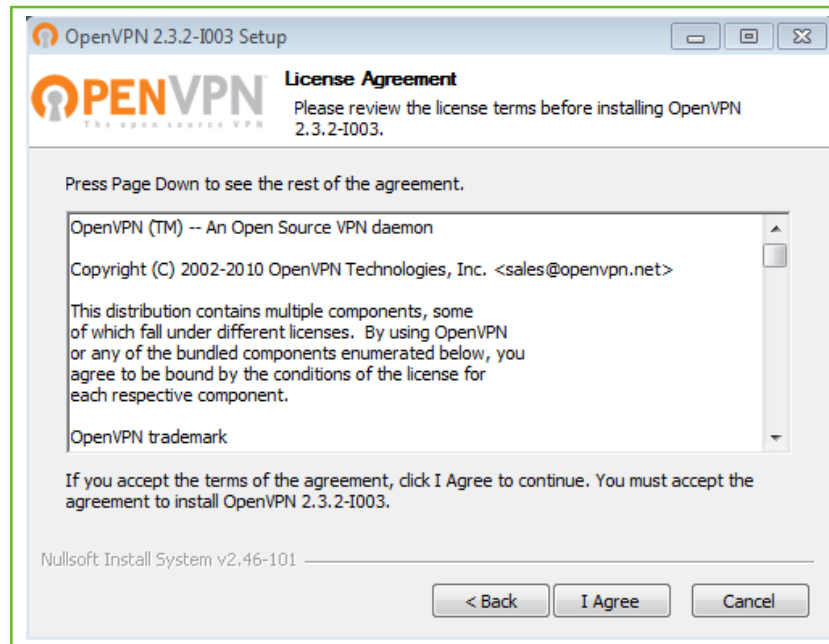 OpenVPN 2.3.2-I003 Setup
OPENVPN
The open source VPN
License Agreement
Please review the license terms before installing OpenVPN
2.3.2-I003.
Press Page Down to see the rest of the agreement.
OpenVPN (TM) -- An Open Source VPN daemon
Copyright (C) 2002-2010 OpenVPN Technologies, Inc. <sales@openvpn.net>
This distribution contains multiple components, some
of which fall under different licenses.  By using OpenVPN
or any of the bundled components enumerated below, you
agree to be bound by the conditions of the license for
each respective component.
OpenVPN trademark
If you accept the terms of the agreement, click I Agree to continue. You must accept the
agreement to install OpenVPN 2.3.2-I003.
Nullsoft Install System v2.46-101
< Back
I Agree
Cancel